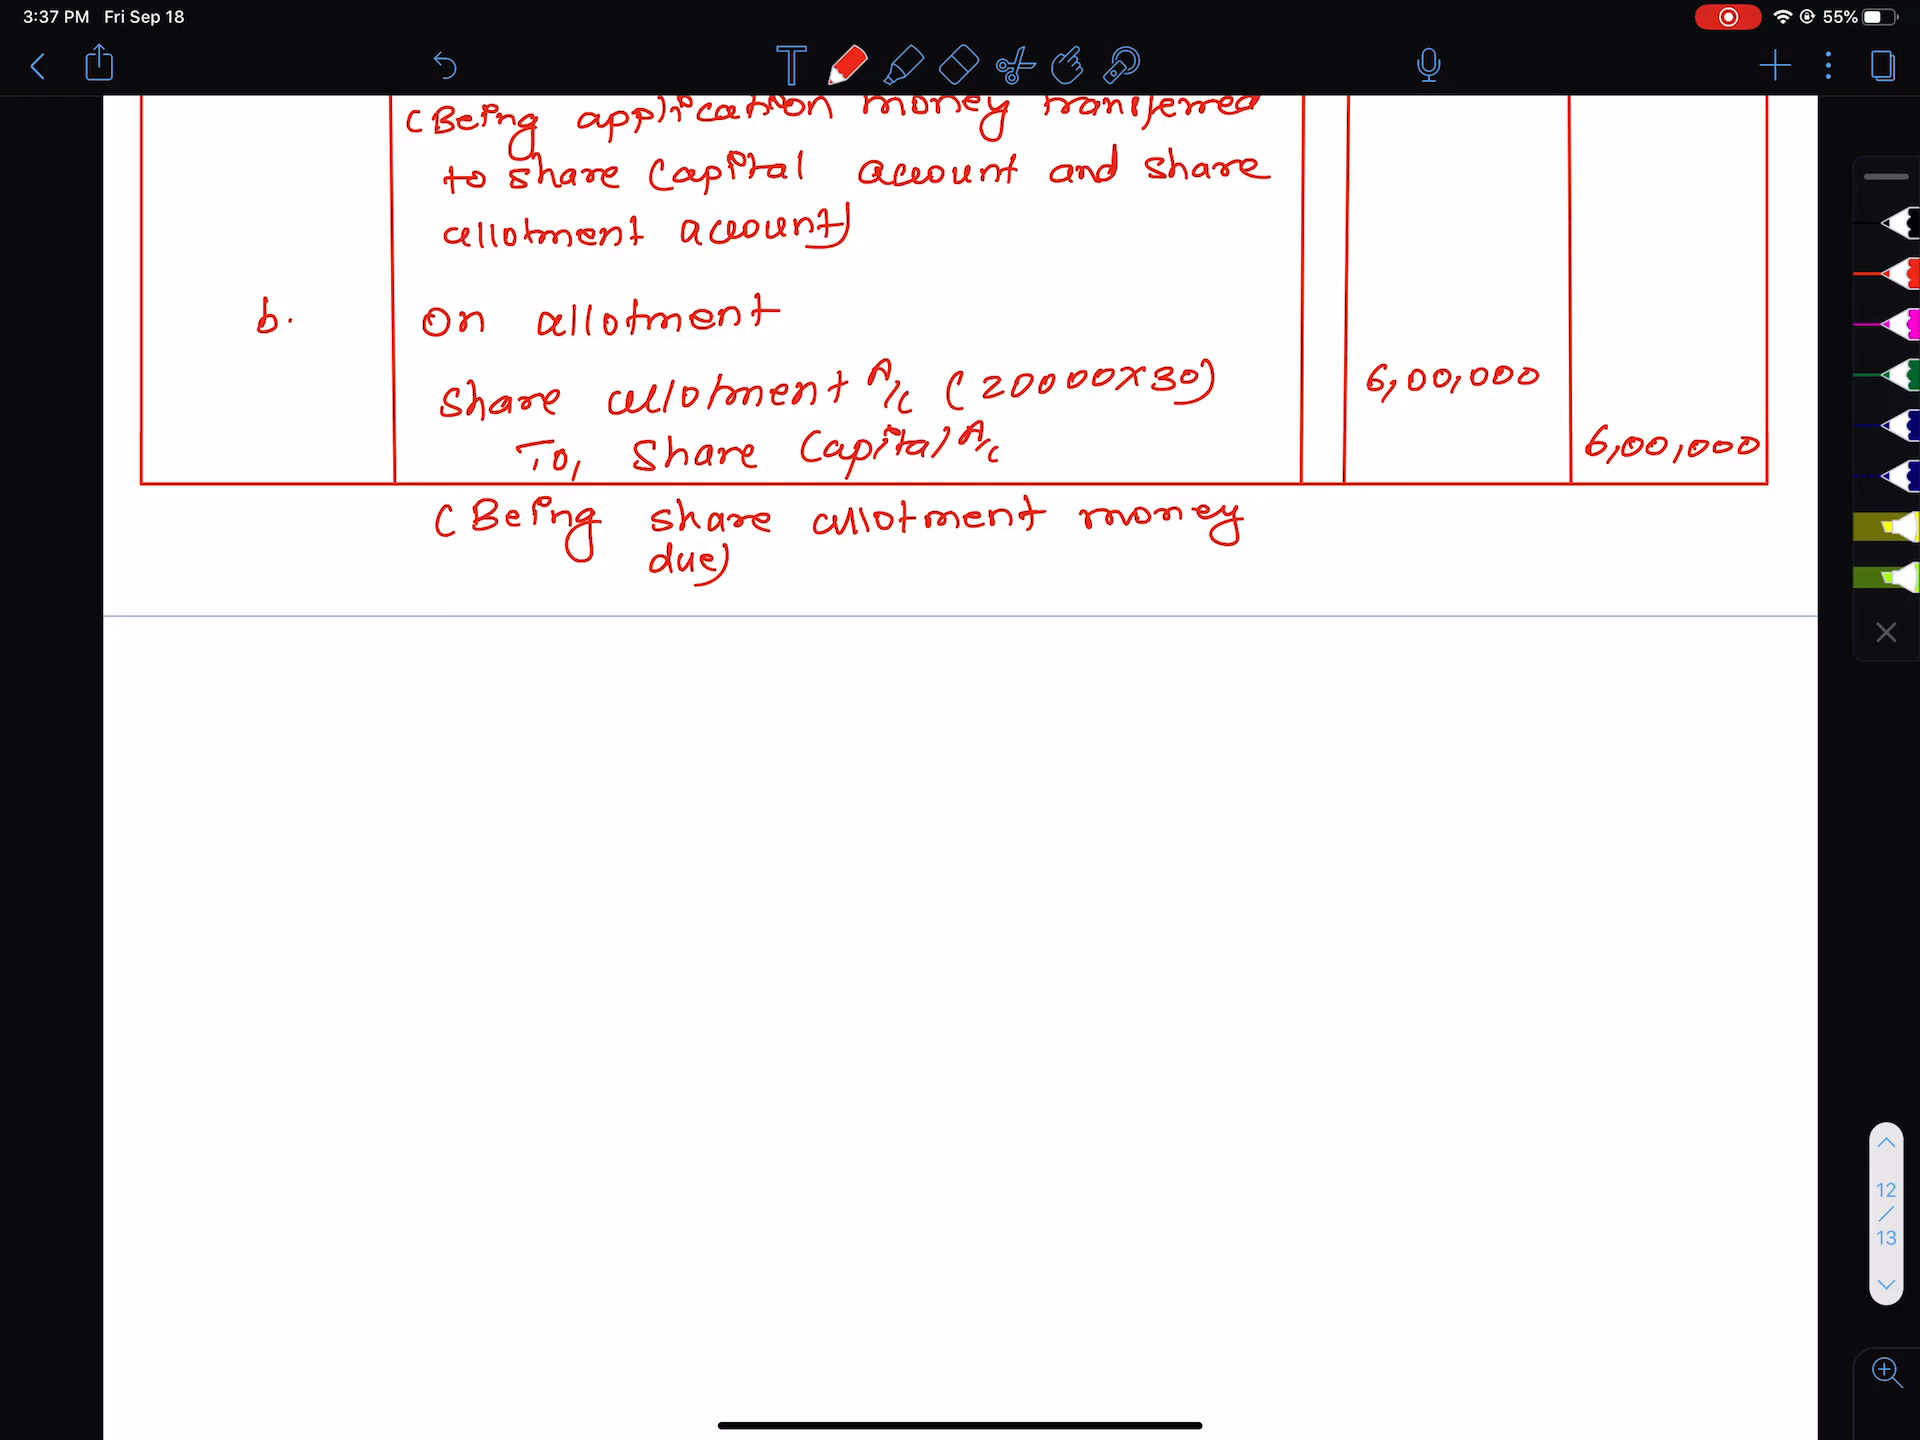 3:37 PM Fri Sep 18
55%
(Being application money transferred
to share capital account and share
allotment account)
b. On allotment
Share allotment A/c (20000X30) 6,00,000
To, Share Capital A/c 6,00,000
(Being share allotment money
due)
12
/
13